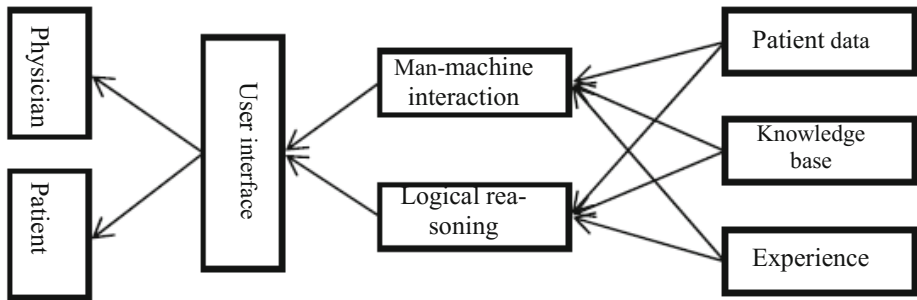 Physician
Patient
User interface
Man-machine
interaction
Logical rea-
soning
Patient data
Knowledge
base
Experience